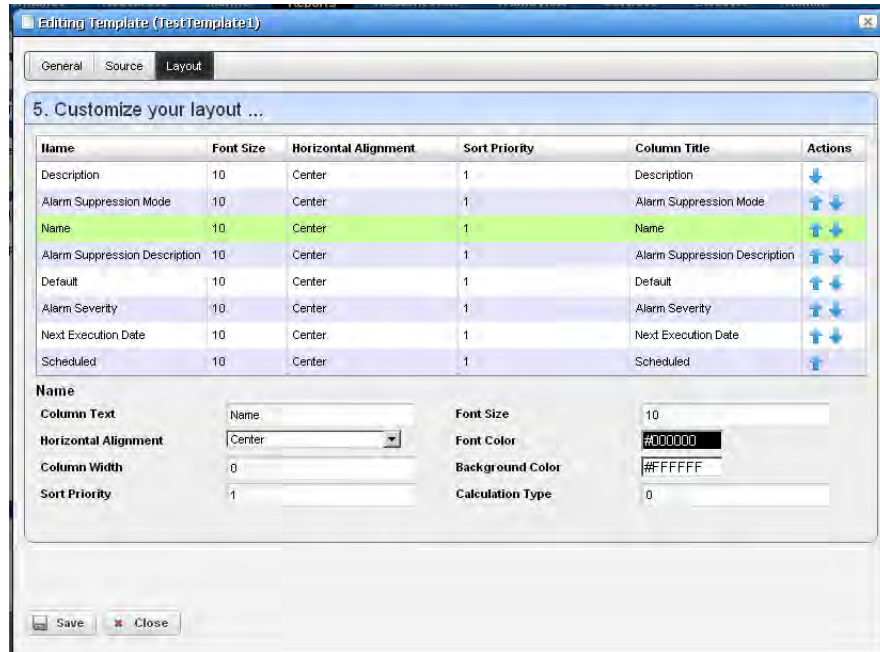 Editing Template (TestTemplate1)
General Source Layout
5. Customize your layout ...
Name Font Size Horizontal Alignment Sort Priority Column Title Actions
Description 10 Center 1 Description
Alarm Suppression Mode 10 Center 1 Alarm Suppression Mode
Name 10 Center 1 Name
Alarm Suppression Description 10 Center 1 Alarm Suppression Description
Default 10 Center 1 Default
Alarm Severity 10 Center 1 Alarm Severity
Next Execution Date 10 Center 1 Next Execution Date
Scheduled 10 Center 1 Scheduled
Name
Column Text Name Font Size 10
Horizontal Alignment Center Font Color #000000
Column Width 0 Background Color #FFFFFF
Sort Priority 1 Calculation Type 0
Save Close